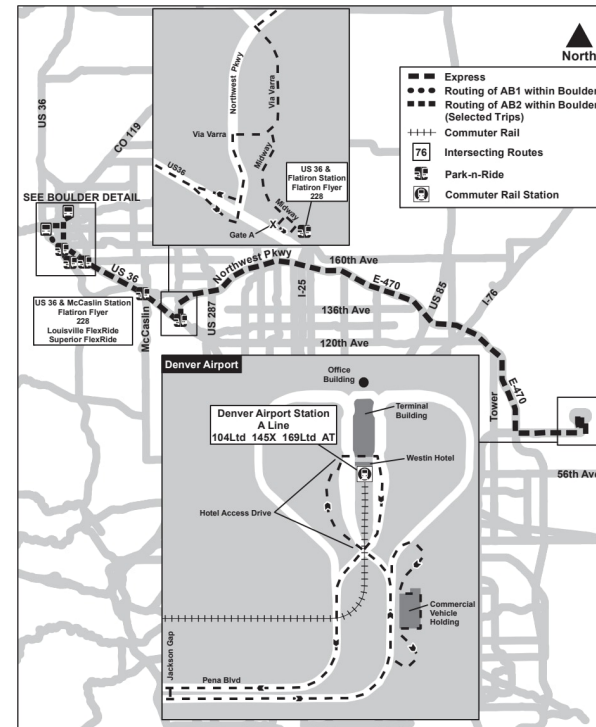 North
Express
Routing of AB1 within Boulder
Routing of AB2 within Boulder
(Selected Trips)
Commuter Rail
76 Intersecting Routes
Park-n-Ride
Commuter Rail Station
Northwest Pkwy
Via Varra
Via Varra
Midway
US36
Midway
Gate A
X
US 36 &
Flatiron Station
Flatiron Flyer
228
US 36
CO 119
SEE BOULDER DETAIL
US 36
US 36 & McCaslin Station
Flatiron Flyer
228
Louisville FlexRide
Superior FlexRide
McCaslin
US 287
Northwest Pkwy
I-25
160th Ave
E-470
136th Ave
120th Ave
US 85
I-76
Tower
E-470
56th Ave
Denver Airport
Office
Building
Terminal
Building
Denver Airport Station
A Line
104Ltd 145X 169Ltd AT
Westin Hotel
Hotel Access Drive
Commercial
Vehicle
Holding
Jackson Gap
Pena Blvd